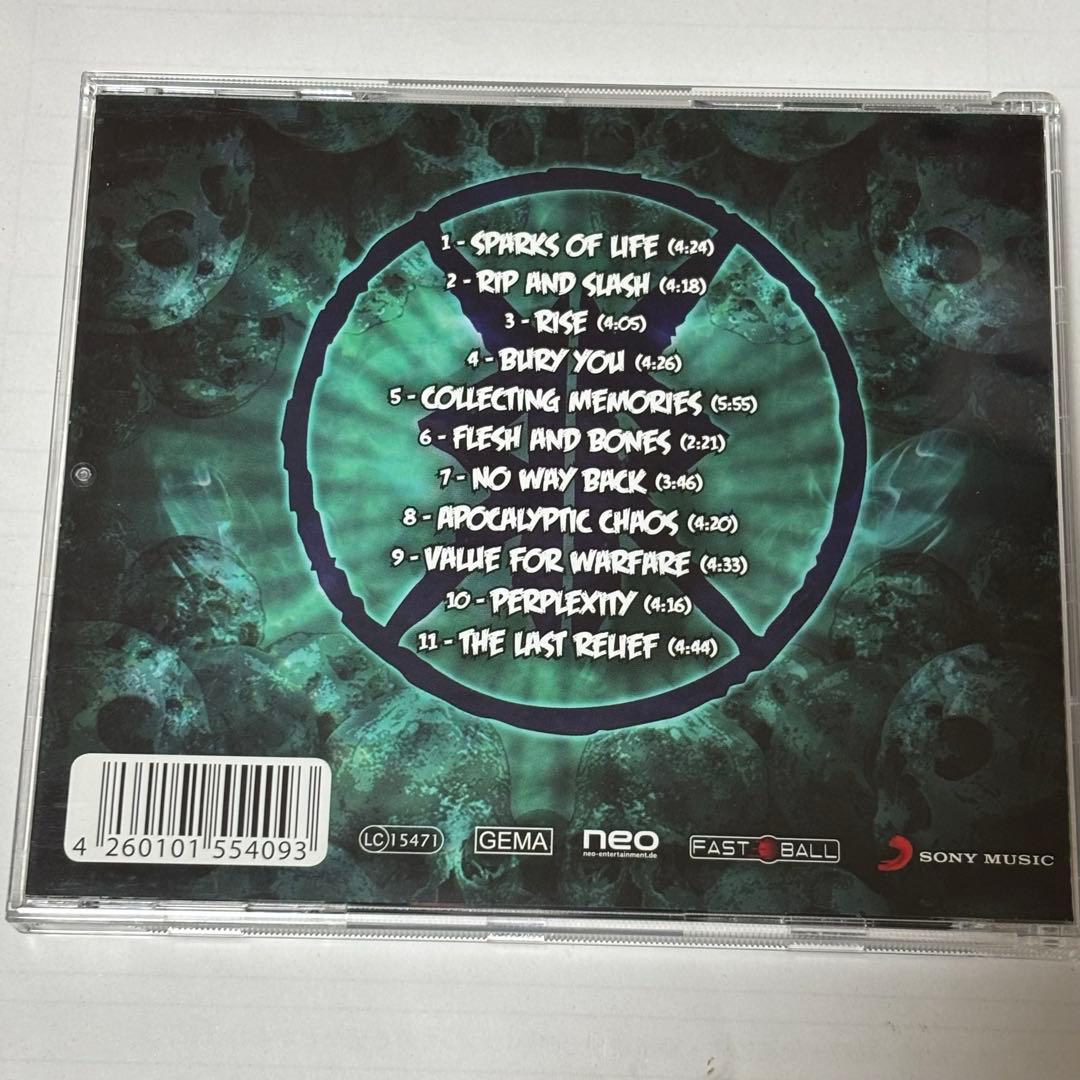 1 - SPARKS OF LIFE (4:24)
2 - RIP AND SLASH (4:18)
3 - RISE (4:05)
4 - BURY YOU (4:26)
5 - COLLECTING MEMORIES (5:55)
6 - FLESH AND BONES (2:21)
7 - NO WAY BACK (3:46)
8 - APOCALYPTIC CHAOS (4:20)
9 - VALUE FOR WARFARE (4:33)
10 - PERPLEXITY (4:16)
11 - THE LAST RELIEF (4:44)
4 260101 554093
LC 15471
GEMA
neo
neo-entertainment.de
FAST BALL
SONY MUSIC